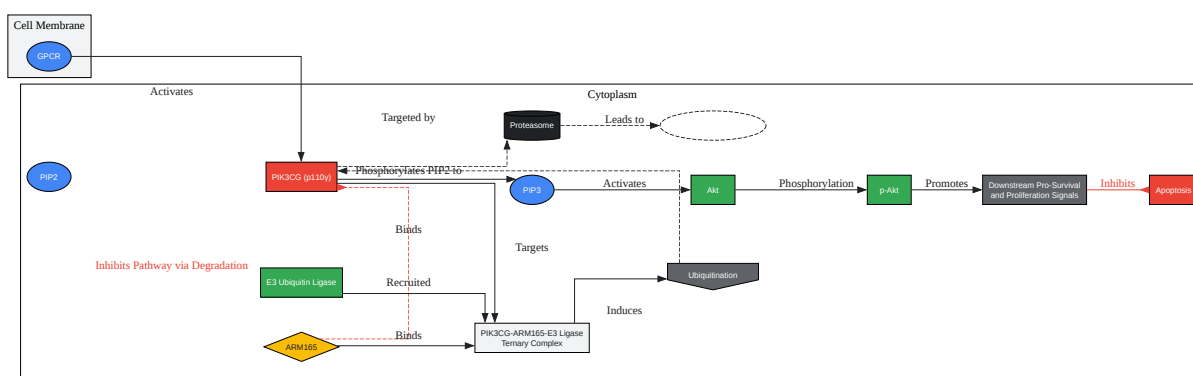 Cell Membrane
GPCR
Activates
Cytoplasm
Targeted by
Proteasome
Leads to
PIP2
PIK3CG (p110γ)
Phosphorylates PIP2 to
PIP3
Activates
Akt
Phosphorylation
p-Akt
Promotes
Downstream Pro-Survival
and Proliferation Signals
Inhibits
Apoptosis
Binds
Targets
Inhibits Pathway via Degradation
E3 Ubiquitin Ligase
Recruited
Ubiquitination
Induces
ARM165
Binds
PIK3CG-ARM165-E3 Ligase
Ternary Complex